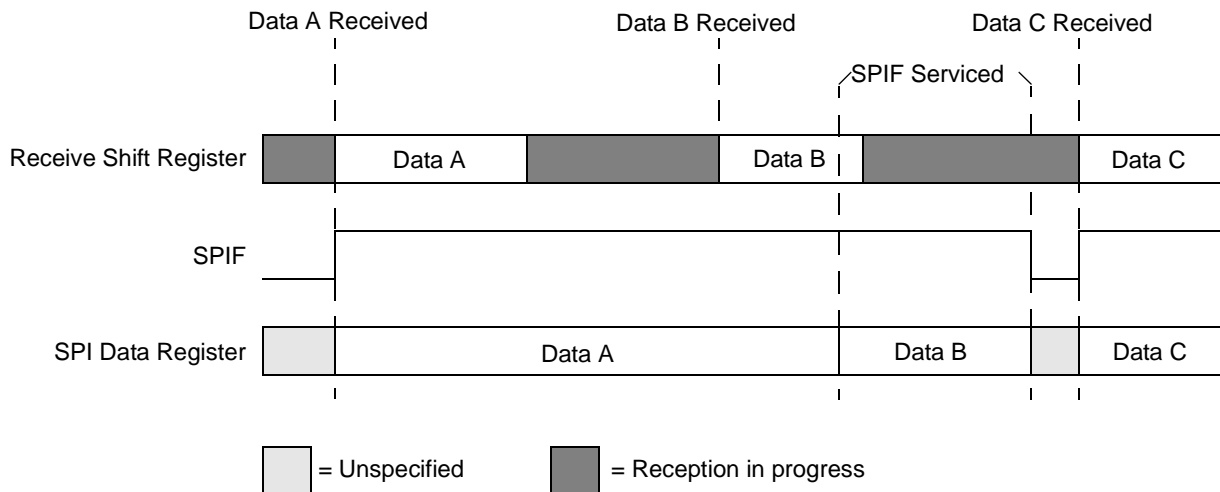 Data A Received
Data B Received
Data C Received
SPIF Serviced
Receive Shift Register
Data A
Data B
Data C
SPIF
SPI Data Register
Data A
Data B
Data C
= Unspecified
= Reception in progress